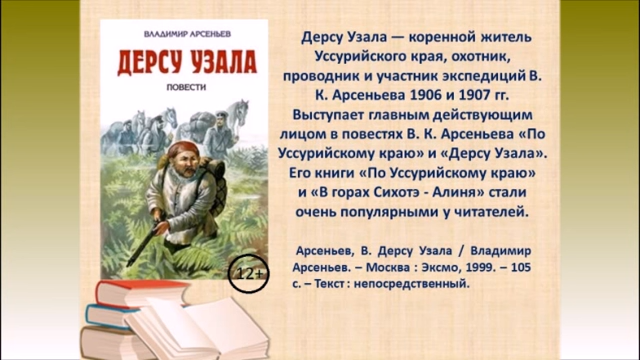 ВЛАДИМИР АРСЕНЬЕВ
ДЕРСУ УЗАЛА
ПОВЕСТИ
12+
Дерсу Узала — коренной житель
Уссурийского края, охотник,
проводник и участник экспедиций В.
К. Арсеньева 1906 и 1907 гг.
Выступает главным действующим
лицом в повестях В. К. Арсеньева «По
Уссурийскому краю» и «Дерсу Узала».
Его книги «По Уссурийскому краю»
и «В горах Сихотэ - Алиня» стали
очень популярными у читателей.
Арсеньев, В. Дерсу Узала / Владимир
Арсеньев. – Москва : Эксмо, 1999. – 105
с. – Текст : непосредственный.